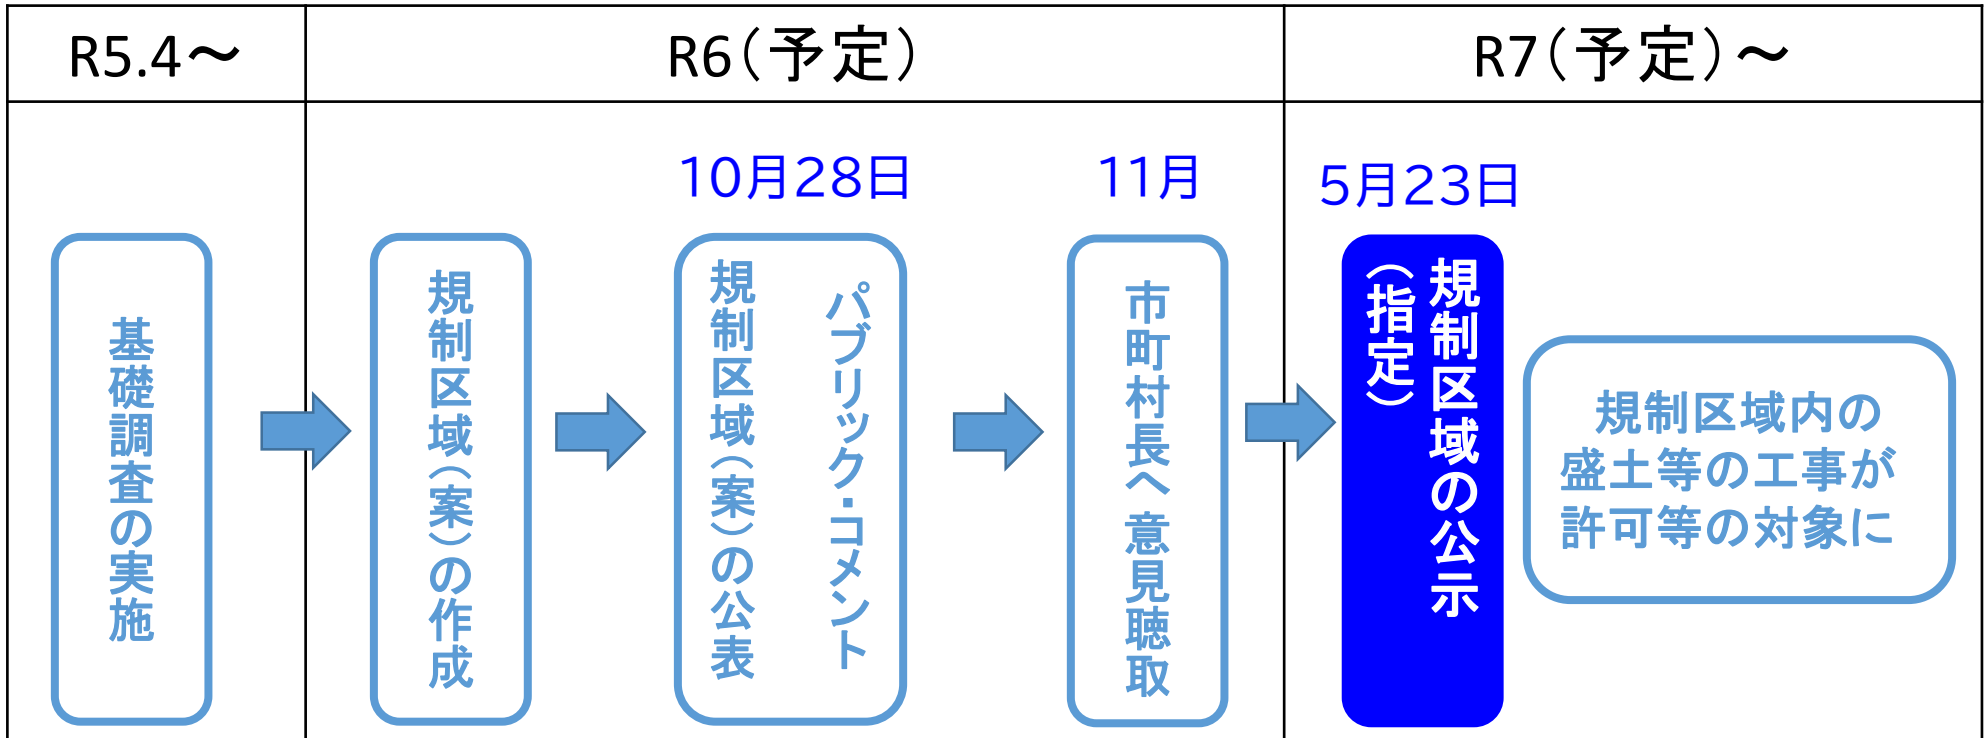 R5.4～
R6（予定）
R7（予定）～
10月28日
11月
5月23日
基礎調査の実施
規制区域（案）の作成
規制区域（案）の公表
パブリック・コメント
市町村長へ意見聴取
規制区域の公示
（指定）
規制区域内の
盛土等の工事が
許可等の対象に